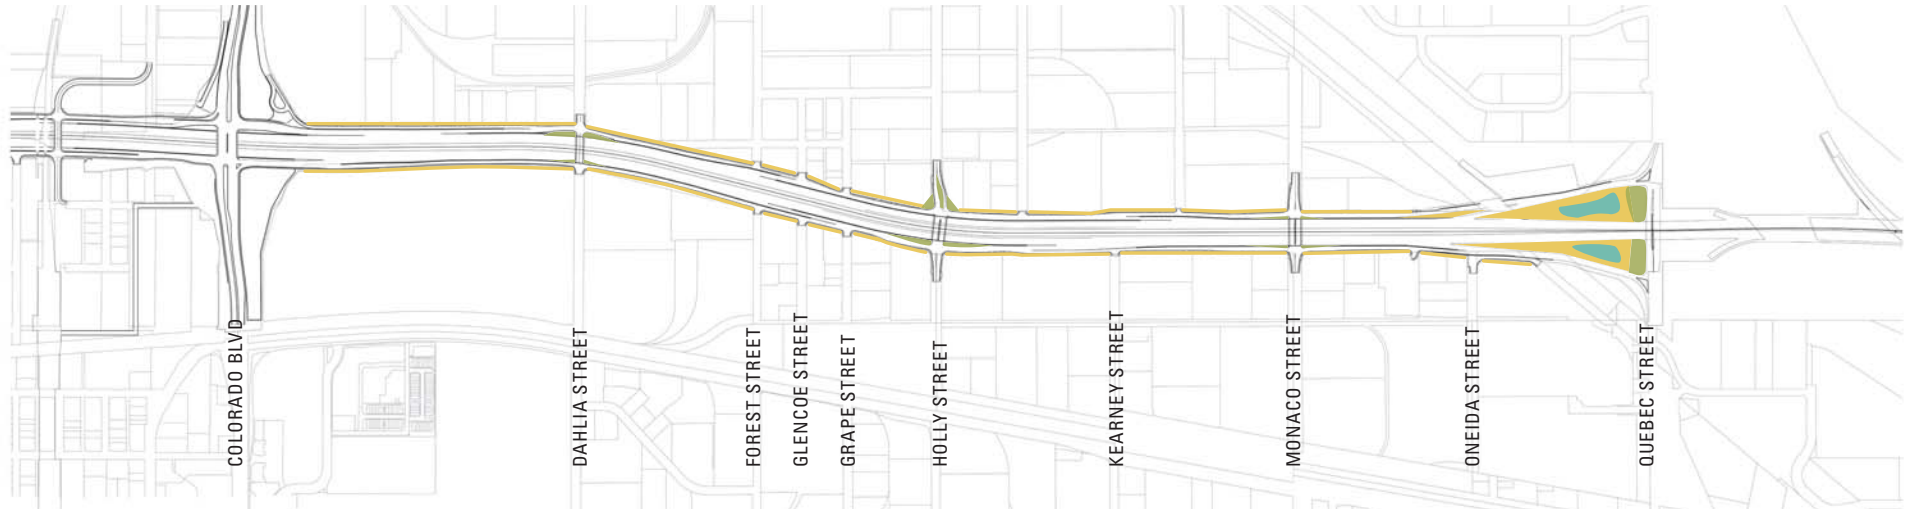 COLORADO BLVD
DAHLIA STREET
FOREST STREET
GLENCOE STREET
GRAPE STREET
HOLLY STREET
KEARNEY STREET
MONACO STREET
ONEIDA STREET
QUEBEC STREET